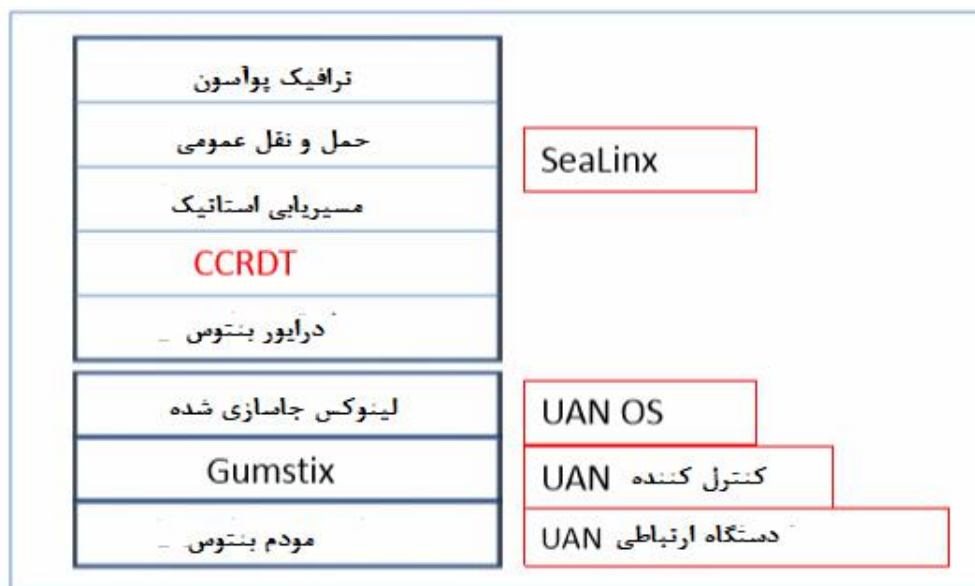 ترافیک پوآسون
حمل و نقل عمومی
SeaLinx
مسیریابی استاتیک
CCRDT
درایور بنتوس
لینوکس جاسازی شده
UAN OS
Gumstix
کنترل کننده UAN
مودم بنتوس
دستگاه ارتباطی UAN